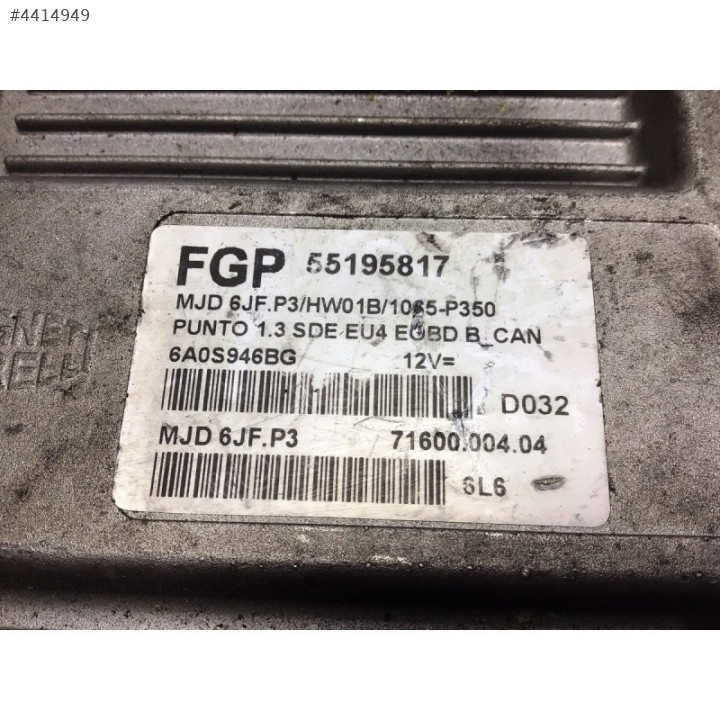 #4414949
FGP 55195817
MJD 6JF.P3/HW01B/1065-P350
PUNTO 1.3 SDE EU4 EOBD B_CAN
6A0S946BG 12V=
D032
MJD 6JF.P3 71600.004.04
6L6